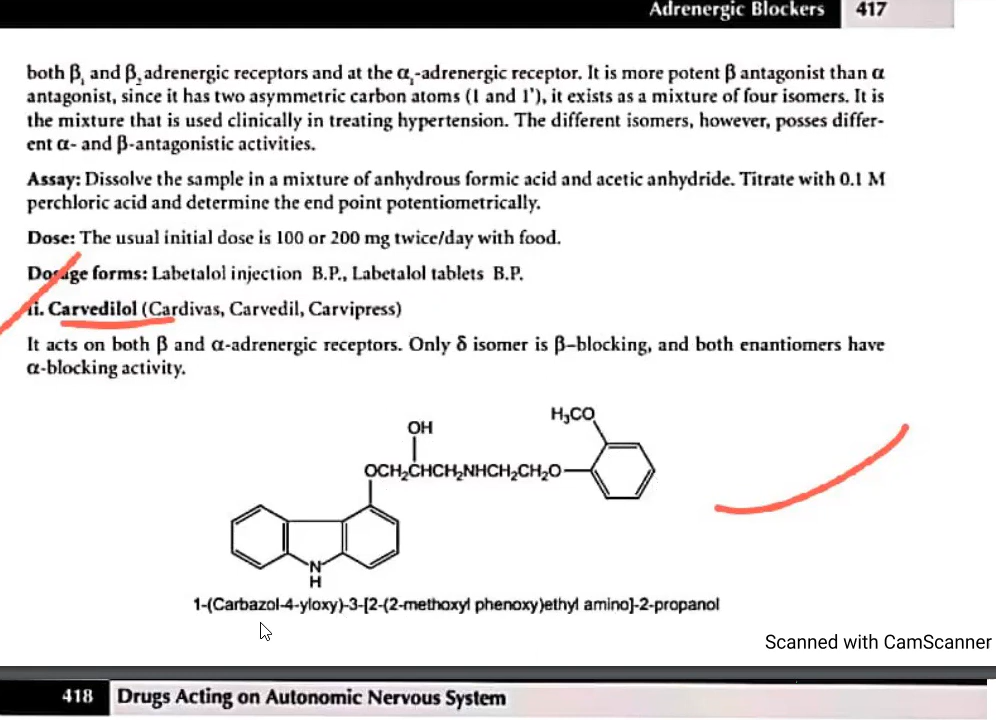 Adrenergic Blockers 417
both β₁ and β₂ adrenergic receptors and at the α₁-adrenergic receptor. It is more potent β antagonist than α
antagonist, since it has two asymmetric carbon atoms (1 and 1'), it exists as a mixture of four isomers. It is
the mixture that is used clinically in treating hypertension. The different isomers, however, posses differ-
ent α- and β-antagonistic activities.
Assay: Dissolve the sample in a mixture of anhydrous formic acid and acetic anhydride. Titrate with 0.1 M
perchloric acid and determine the end point potentiometrically.
Dose: The usual initial dose is 100 or 200 mg twice/day with food.
Dosage forms: Labetalol injection B.P., Labetalol tablets B.P.
ii. Carvedilol (Cardivas, Carvedil, Carvipress)
It acts on both β and α-adrenergic receptors. Only δ isomer is β-blocking, and both enantiomers have
α-blocking activity.
H₃CO
OH
OCH₂CHCH₂NHCH₂CH₂O
N
H
1-(Carbazol-4-yloxy)-3-[2-(2-methoxyl phenoxy)ethyl amino]-2-propanol
Scanned with CamScanner
418 Drugs Acting on Autonomic Nervous System